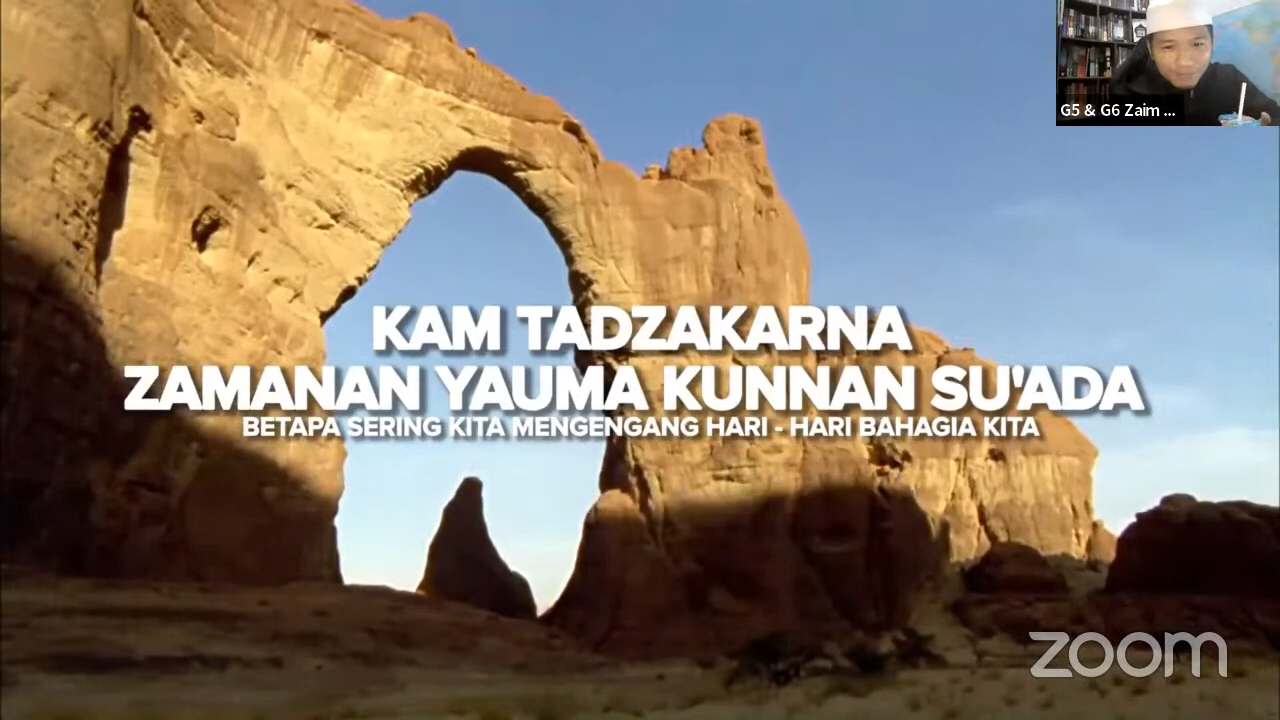 G5 & G6 Zaim ...
KAM TADZAKARNA
ZAMANAN YAUMA KUNNAN SU'ADA
BETAPA SERING KITA MENGENGANG HARI - HARI BAHAGIA KITA
zoom